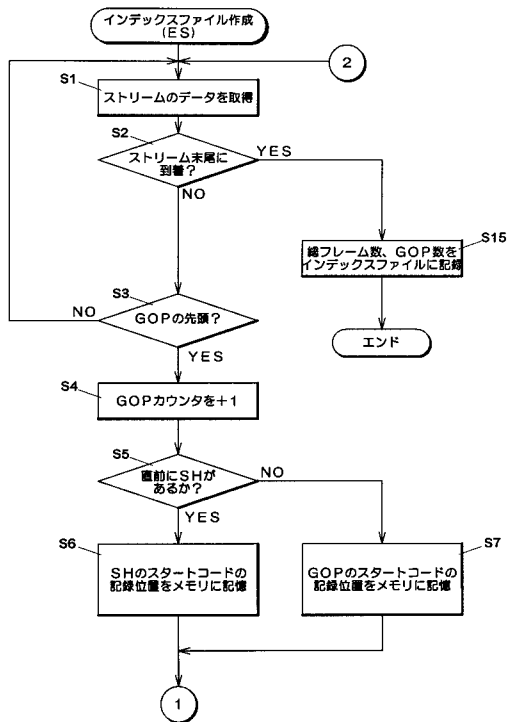 インデックスファイル作成
(ES)
2
S1
ストリームのデータを取得
S2
ストリーム末尾に
到着?
YES
NO
S15
総フレーム数、GOP数を
インデックスファイルに記録
エンド
S3
NO
GOPの先頭?
YES
S4
GOPカウンタを+1
S5
直前にSHが
あるか?
NO
YES
S6
SHのスタートコードの
記録位置をメモリに記憶
S7
GOPのスタートコードの
記録位置をメモリに記憶
1